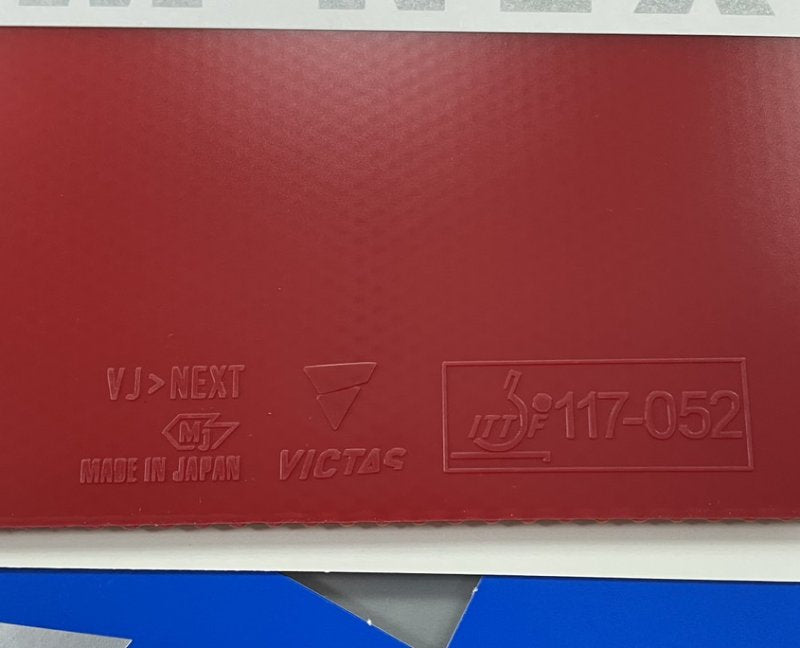 VJ>NEXT
MJ
MADE IN JAPAN
VICTAS
ITTF 117-052